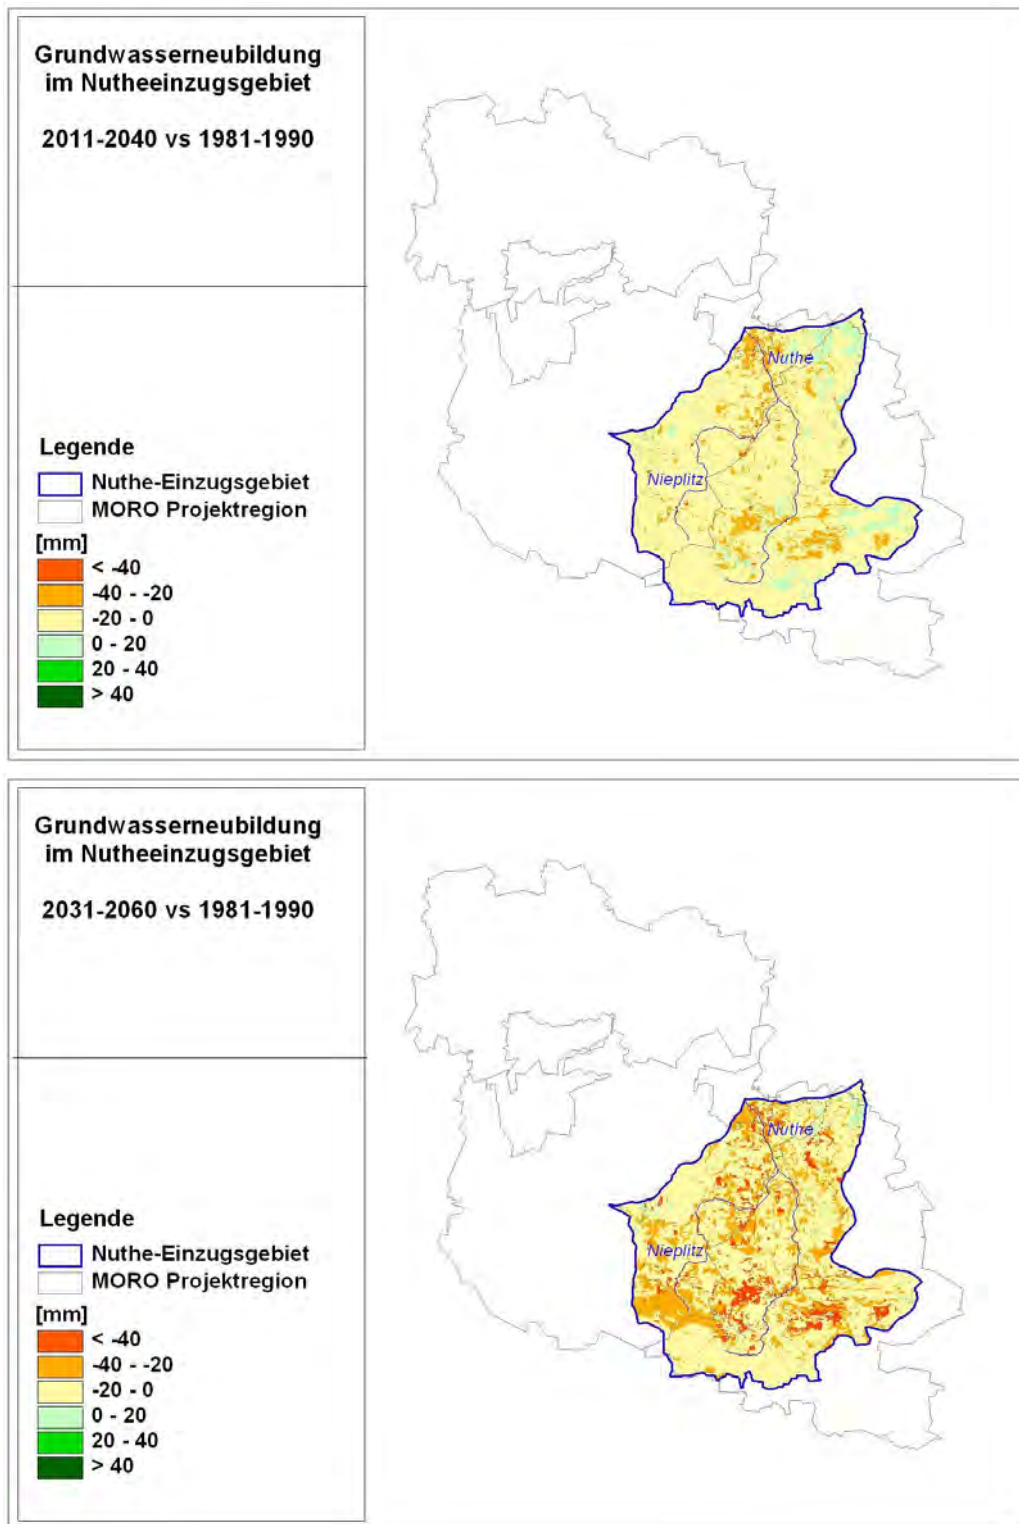 Grundwasserneubildung
im Nutheeinzugsgebiet
2011-2040 vs 1981-1990
Nuthe
Nieplitz
Legende
Nuthe-Einzugsgebiet
MORO Projektregion
[mm]
< -40
-40 - -20
-20 - 0
0 - 20
20 - 40
> 40
Grundwasserneubildung
im Nutheeinzugsgebiet
2031-2060 vs 1981-1990
Nuthe
Nieplitz
Legende
Nuthe-Einzugsgebiet
MORO Projektregion
[mm]
< -40
-40 - -20
-20 - 0
0 - 20
20 - 40
> 40